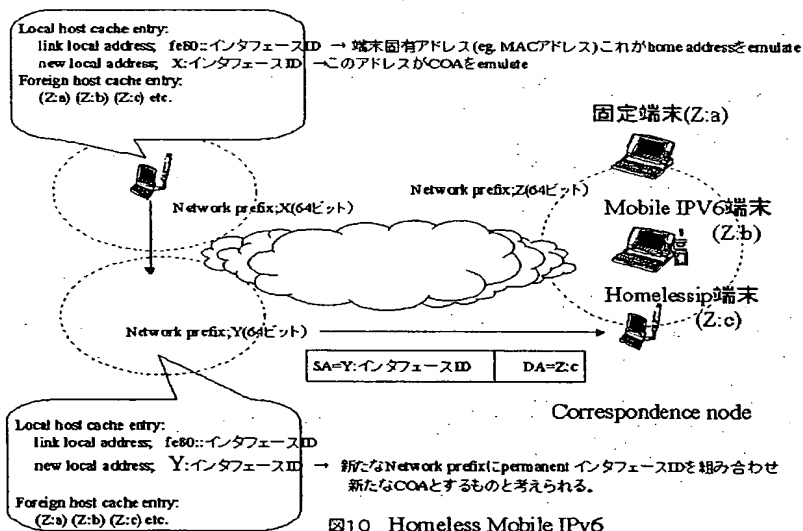 Local host cache entry:
link local address; fe80::インタフェースID → 端末固有アドレス(eg. MACアドレス)これがhome addressをemulate
new local address; X:インタフェースID →このアドレスがCOAをemulate
Foreign host cache entry:
(Z:a) (Z:b) (Z:c) etc.
固定端末(Z:a)
Network prefix;X(64ビット)
Network prefix;Z(64ビット)
Mobile IPV6端末
(Z:b)
Homelessip端末
(Z:c)
Network prefix;Y(64ビット)
SA=Y:インタフェースID DA=Z:c
Correspondence node
Local host cache entry:
link local address; fe80::インタフェースID
new local address; Y:インタフェースID → 新たなNetwork prefixにpermanent インタフェースIDを組み合わせ
新たなCOAとするものと考えられる。
Foreign host cache entry:
(Z:a) (Z:b) (Z:c) etc.
図10 Homeless Mobile IPv6